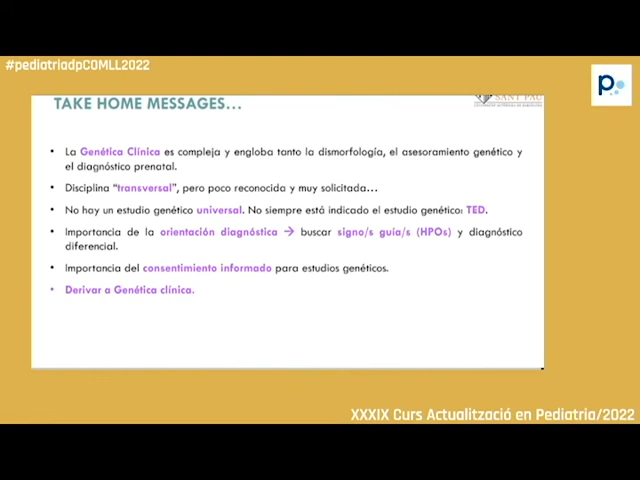 #pediatriadpCOMLL2022
p
TAKE HOME MESSAGES...
SANT PAU
• La Genética Clínica es compleja y engloba tanto la dismorfología, el asesoramiento genético y
el diagnóstico prenatal.
• Disciplina “transversal”, pero poco reconocida y muy solicitada...
• No hay un estudio genético universal. No siempre está indicado el estudio genético: TED.
• Importancia de la orientación diagnóstica → buscar signo/s guía/s (HPOs) y diagnóstico
diferencial.
• Importancia del consentimiento informado para estudios genéticos.
• Derivar a Genética clínica.
XXXIX Curs Actualització en Pediatria/2022